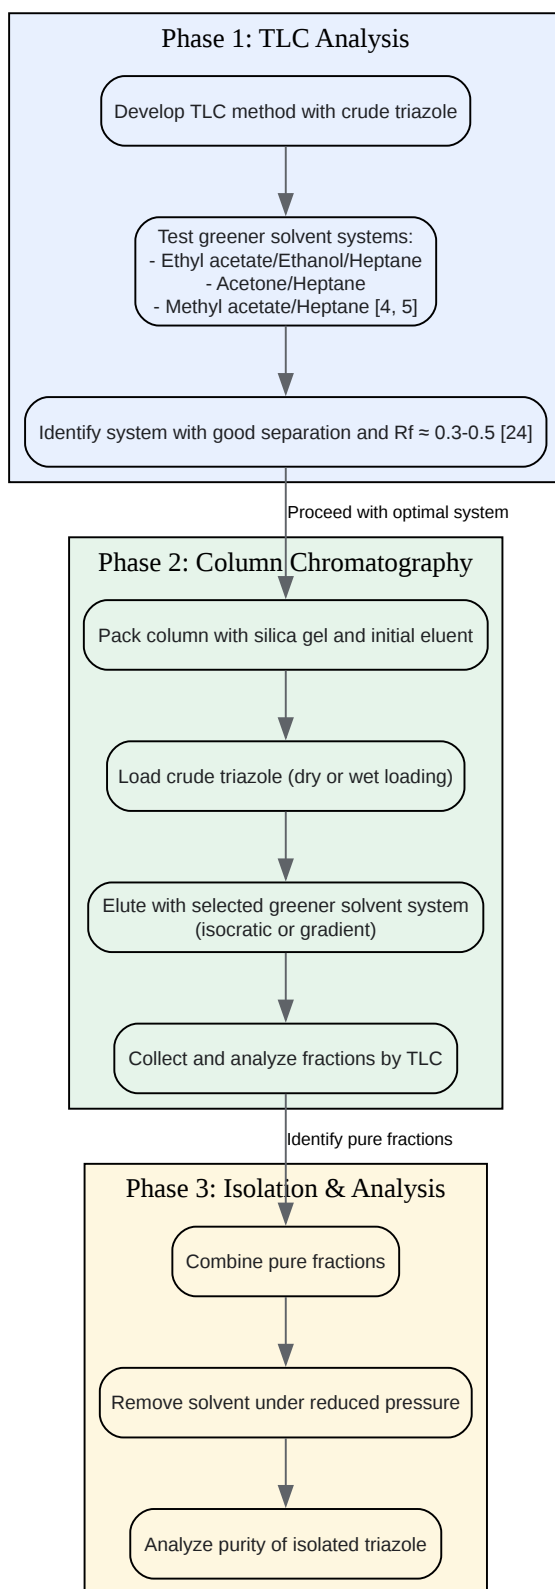 Phase 1: TLC Analysis
Develop TLC method with crude triazole
Test greener solvent systems:
- Ethyl acetate/Ethanol/Heptane
- Acetone/Heptane
- Methyl acetate/Heptane [4, 5]
Identify system with good separation and Rf ≈ 0.3-0.5 [24]
Proceed with optimal system
Phase 2: Column Chromatography
Pack column with silica gel and initial eluent
Load crude triazole (dry or wet loading)
Elute with selected greener solvent system
(isocratic or gradient)
Collect and analyze fractions by TLC
Identify pure fractions
Phase 3: Isolation & Analysis
Combine pure fractions
Remove solvent under reduced pressure
Analyze purity of isolated triazole